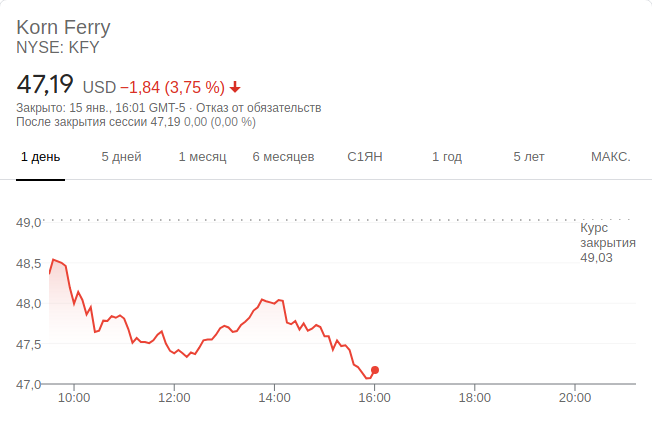 Korn Ferry
NYSE: KFY
47,19 USD −1,84 (3,75 %)
Закрыто: 15 янв., 16:01 GMT-5 · Отказ от обязательств
После закрытия сессии 47,19 0,00 (0,00 %)
1 день 5 дней 1 месяц 6 месяцев С1ЯН 1 год 5 лет МАКС.
49,0
Курс
закрытия
49,03
48,5
48,0
47,5
47,0
10:00 12:00 14:00 16:00 18:00 20:00